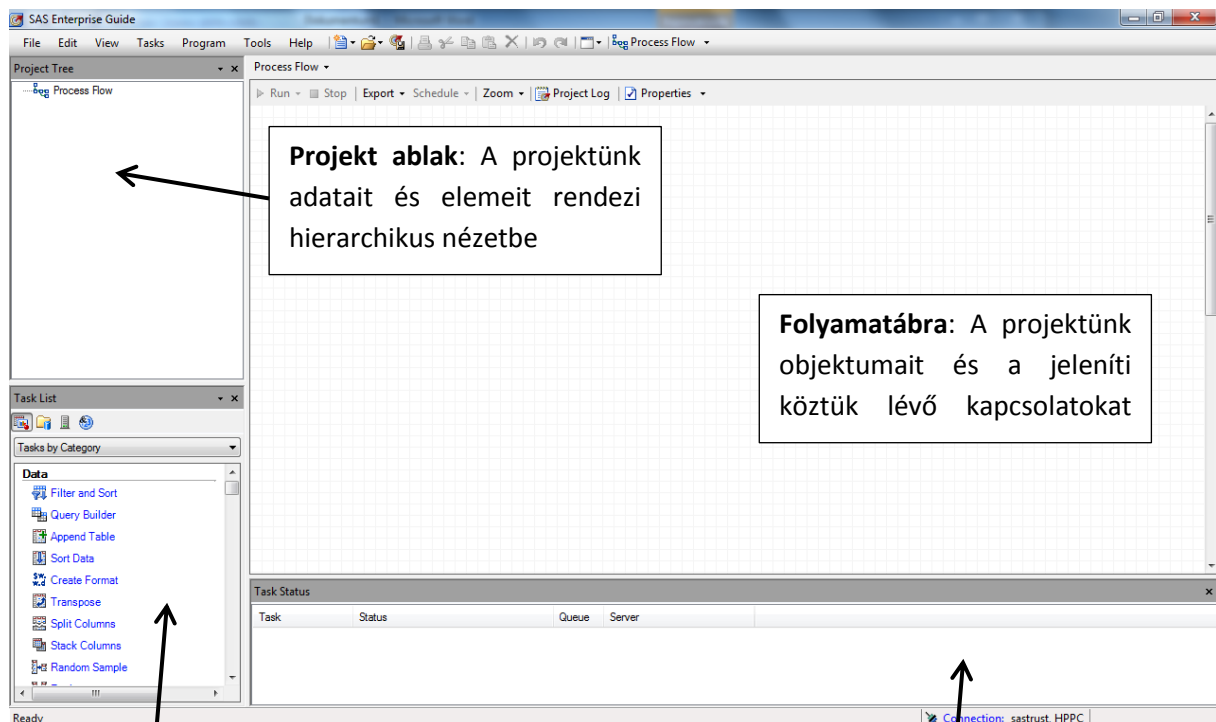 SAS Enterprise Guide
File Edit View Tasks Program Tools Help Process Flow
Project Tree
Process Flow
Process Flow
Run Stop Export Schedule Zoom Project Log Properties
Projekt ablak: A projektünk
adatait és elemeit rendezi
hierarchikus nézetbe
Folyamatábra: A projektünk
objektumait és a jeleníti
köztük lévő kapcsolatokat
Task List
Tasks by Category
Data
Filter and Sort
Query Builder
Append Table
Sort Data
Create Format
Transpose
Split Columns
Stack Columns
Random Sample
Task Status
Task Status Queue Server
Ready
Connection: sastrust, HPPC